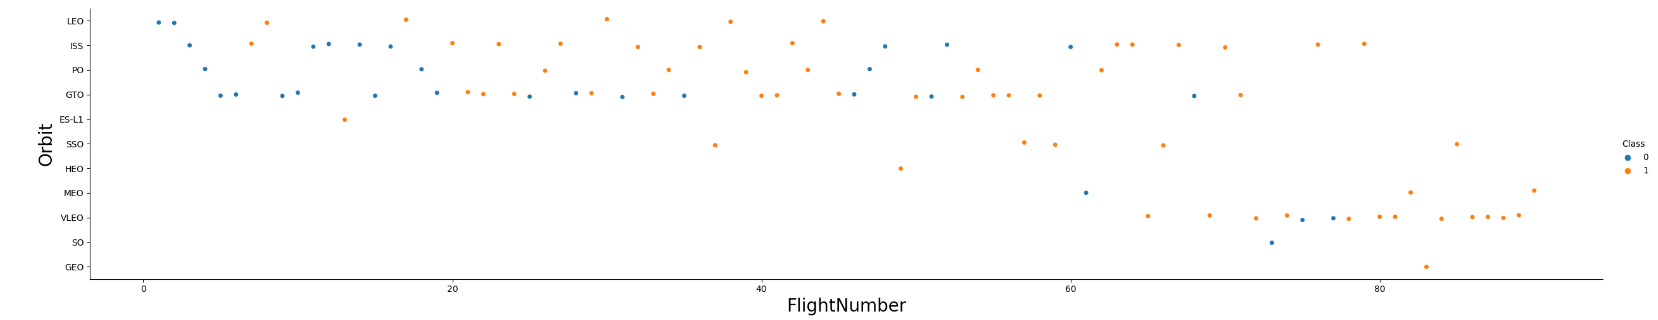 LEO
ISS
PO
GTO
ES-L1
SSO
HEO
MEO
VLEO
SO
GEO
Orbit
0 20 40 60 80
FlightNumber
Class
0
1